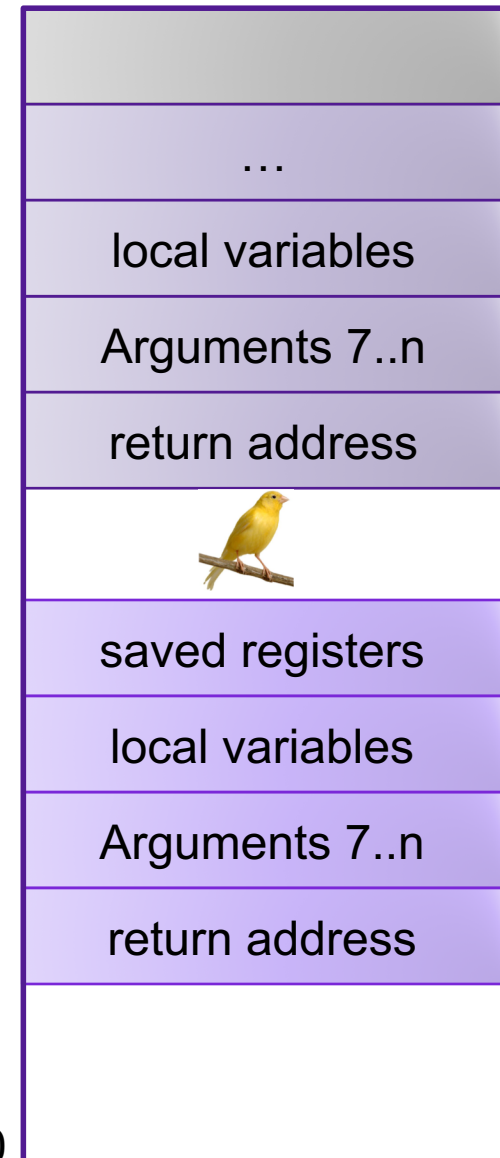 …
local variables
Arguments 7..n
return address
saved registers
local variables
Arguments 7..n
return address